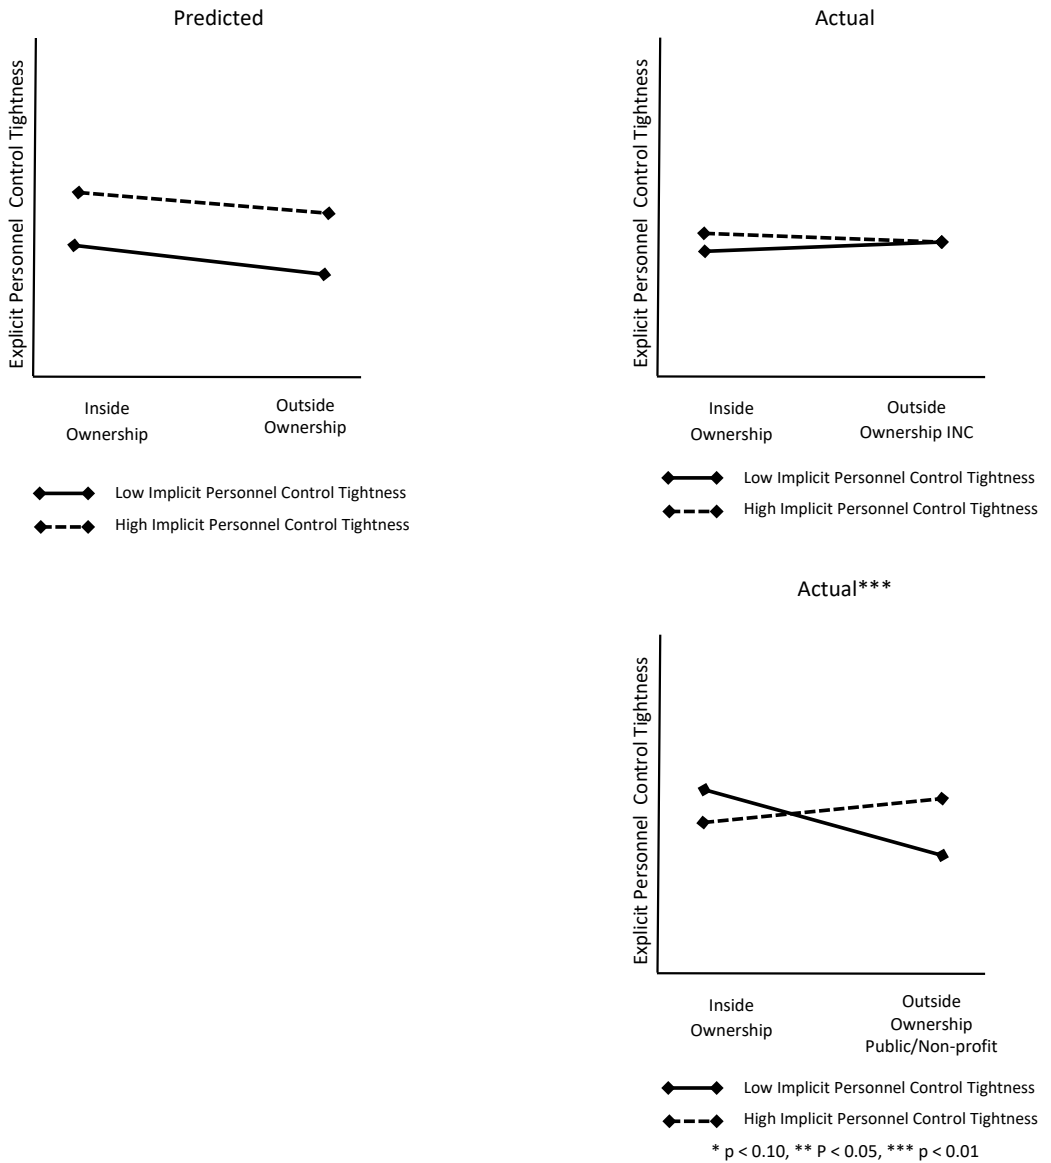 Predicted
Explicit Personnel Control Tightness
Inside
Ownership
Outside
Ownership
Low Implicit Personnel Control Tightness
High Implicit Personnel Control Tightness
Actual
Explicit Personnel Control Tightness
Inside
Ownership
Outside
Ownership INC
Low Implicit Personnel Control Tightness
High Implicit Personnel Control Tightness
Actual***
Explicit Personnel Control Tightness
Inside
Ownership
Outside
Ownership
Public/Non-profit
Low Implicit Personnel Control Tightness
High Implicit Personnel Control Tightness
* p < 0.10, ** P < 0.05, *** p < 0.01